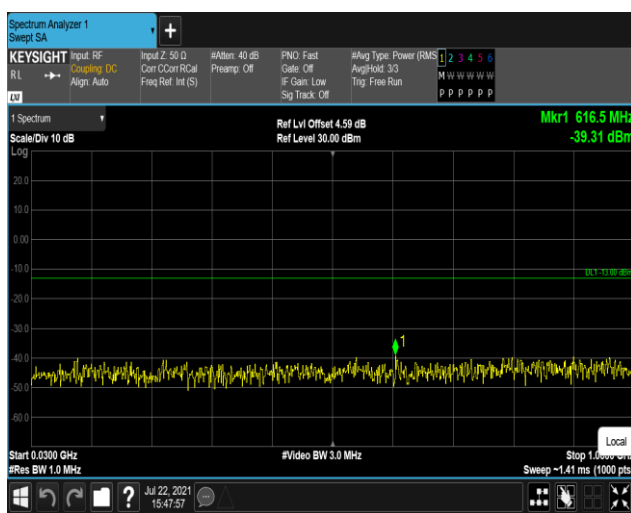 Spectrum Analyzer 1
Swept SA
+
KEYSIGHT Input: RF Input Z: 50 Ω #Atten: 40 dB PNO: Fast #Avg Type: Power (RMS 1 2 3 4 5 6
RL Coupling: DC Corr CCorr RCal Preamp: Off Gate: Off Avg|Hold: 3/3 M W W W W W
Align: Auto Freq Ref: Int (S) IF Gain: Low Trig: Free Run
LXI Sig Track: Off P P P P P P
1 Spectrum Ref Lvl Offset 4.59 dB Mkr1 616.5 MHz
Scale/Div 10 dB Ref Level 30.00 dBm -39.31 dBm
Log
20.0
10.0
0.00
-10.0
DL1 -13.00 dBm
-20.0
-30.0
1
-40.0
-50.0
-60.0
Local
Start 0.0300 GHz #Video BW 3.0 MHz Stop
#Res BW 1.0 MHz Sweep ~1.41 ms (1000 pts
? Jul 22, 2021
15:47:57